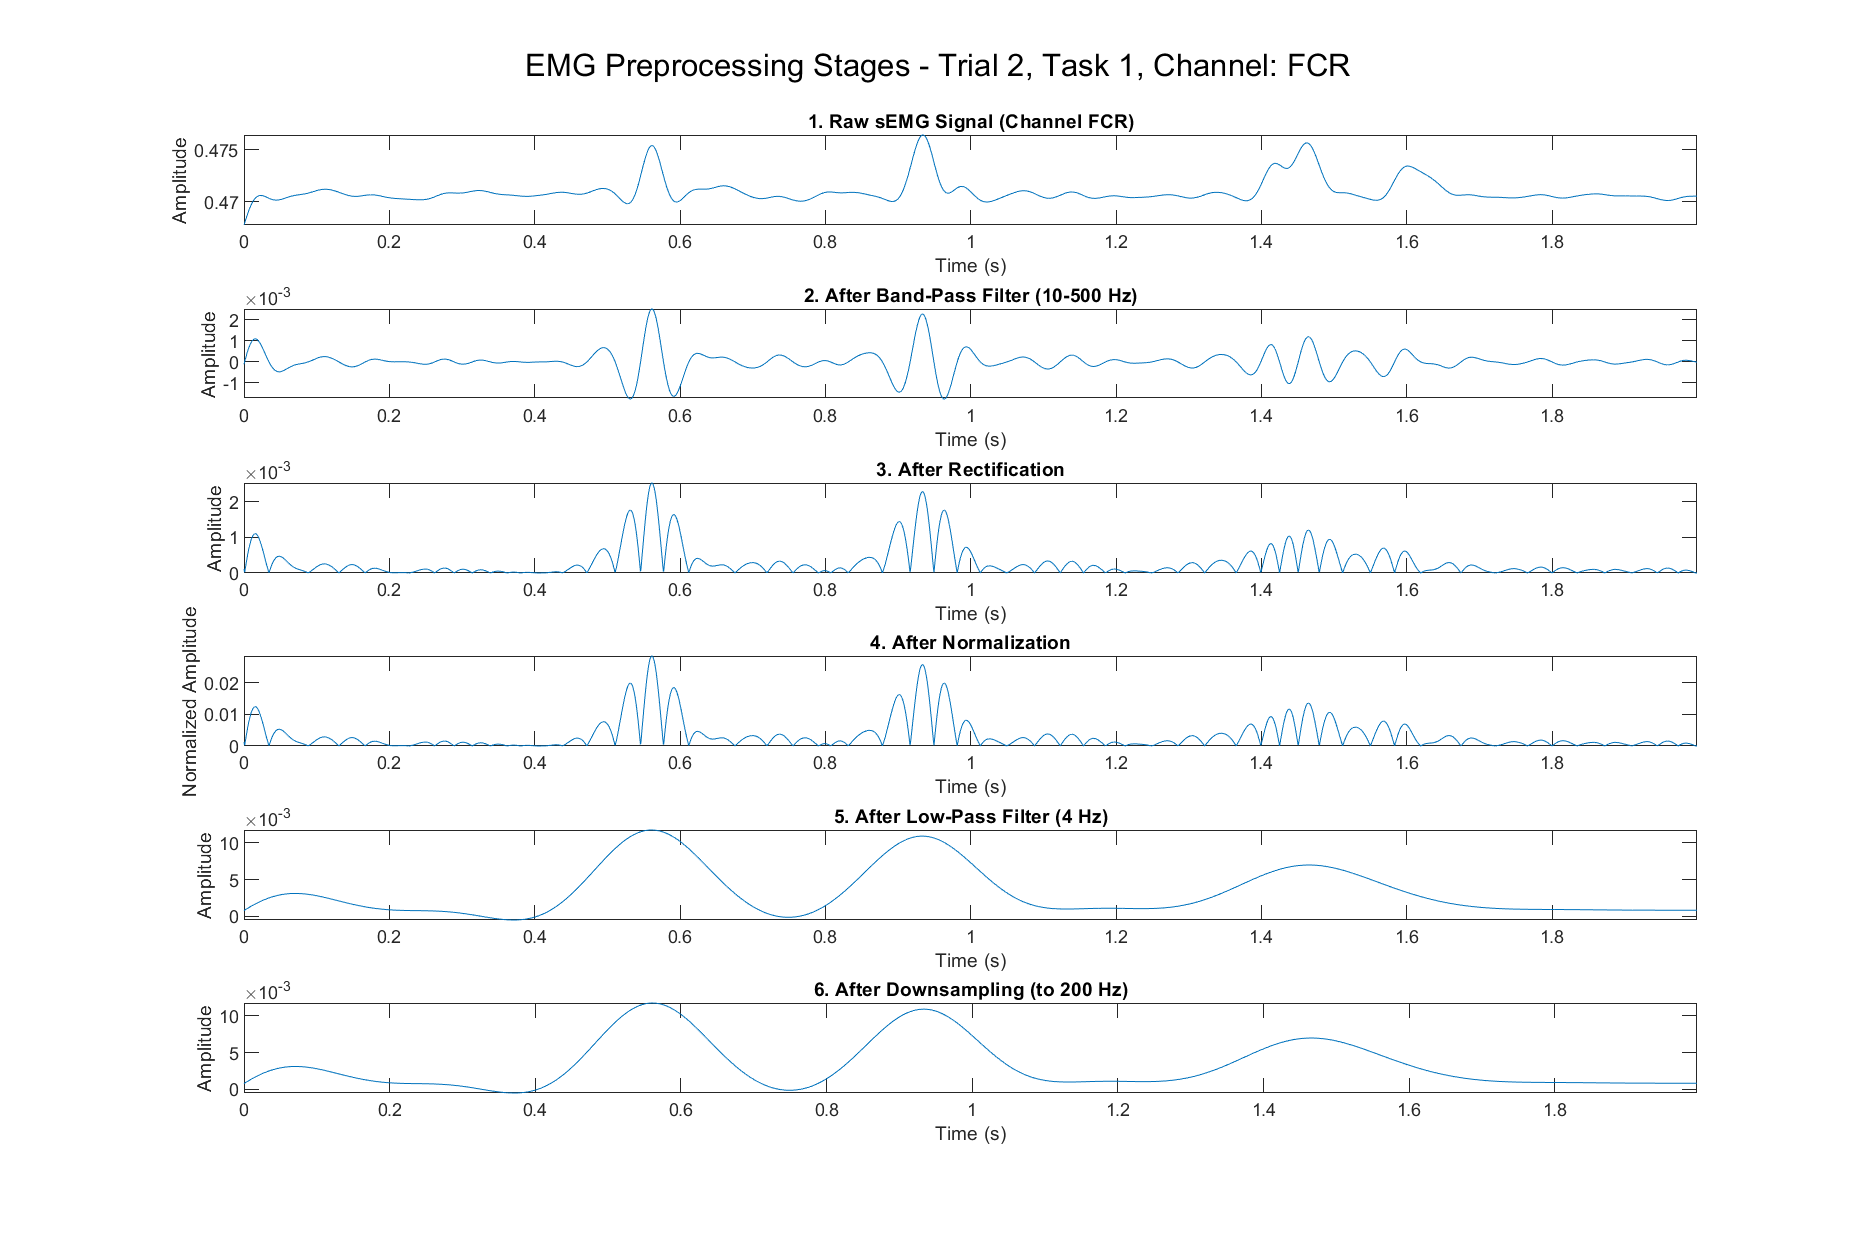 EMG Preprocessing Stages - Trial 2, Task 1, Channel: FCR
1. Raw sEMG Signal (Channel FCR)
Amplitude
0.475
0.47
0 0.2 0.4 0.6 0.8 1 1.2 1.4 1.6 1.8
Time (s)
×10-3
2. After Band-Pass Filter (10-500 Hz)
Amplitude
2
1
0
-1
0 0.2 0.4 0.6 0.8 1 1.2 1.4 1.6 1.8
Time (s)
×10-3
3. After Rectification
Amplitude
2
1
0
0 0.2 0.4 0.6 0.8 1 1.2 1.4 1.6 1.8
Time (s)
4. After Normalization
Normalized Amplitude
0.02
0.01
0
0 0.2 0.4 0.6 0.8 1 1.2 1.4 1.6 1.8
Time (s)
×10-3
5. After Low-Pass Filter (4 Hz)
Amplitude
10
5
0
0 0.2 0.4 0.6 0.8 1 1.2 1.4 1.6 1.8
Time (s)
×10-3
6. After Downsampling (to 200 Hz)
Amplitude
10
5
0
0 0.2 0.4 0.6 0.8 1 1.2 1.4 1.6 1.8
Time (s)